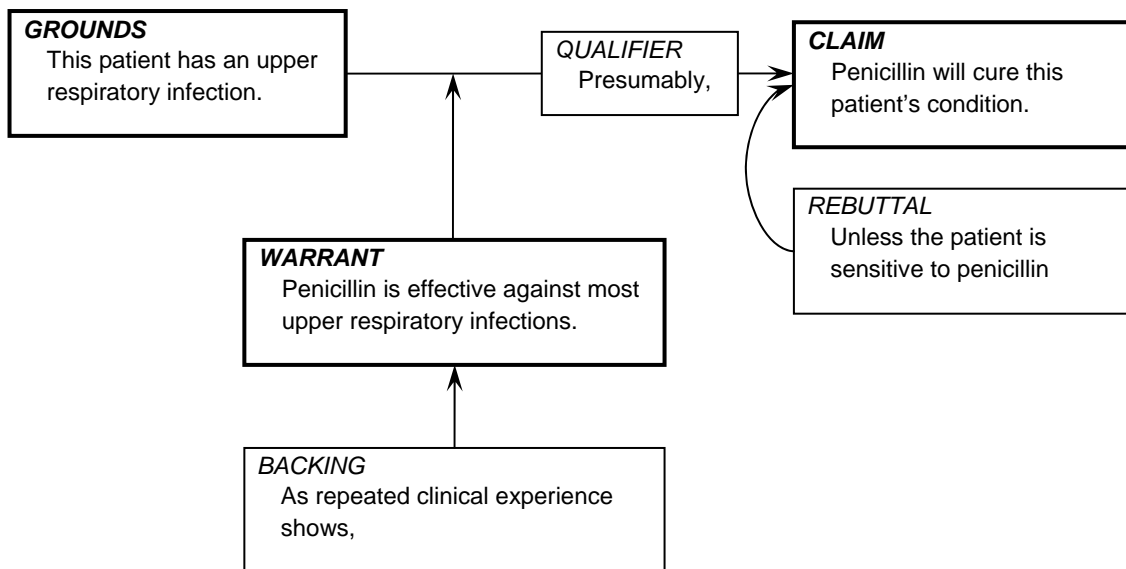 GROUNDS
This patient has an upper
respiratory infection.
QUALIFIER
Presumably,
CLAIM
Penicillin will cure this
patient’s condition.
REBUTTAL
Unless the patient is
sensitive to penicillin
WARRANT
Penicillin is effective against most
upper respiratory infections.
BACKING
As repeated clinical experience
shows,